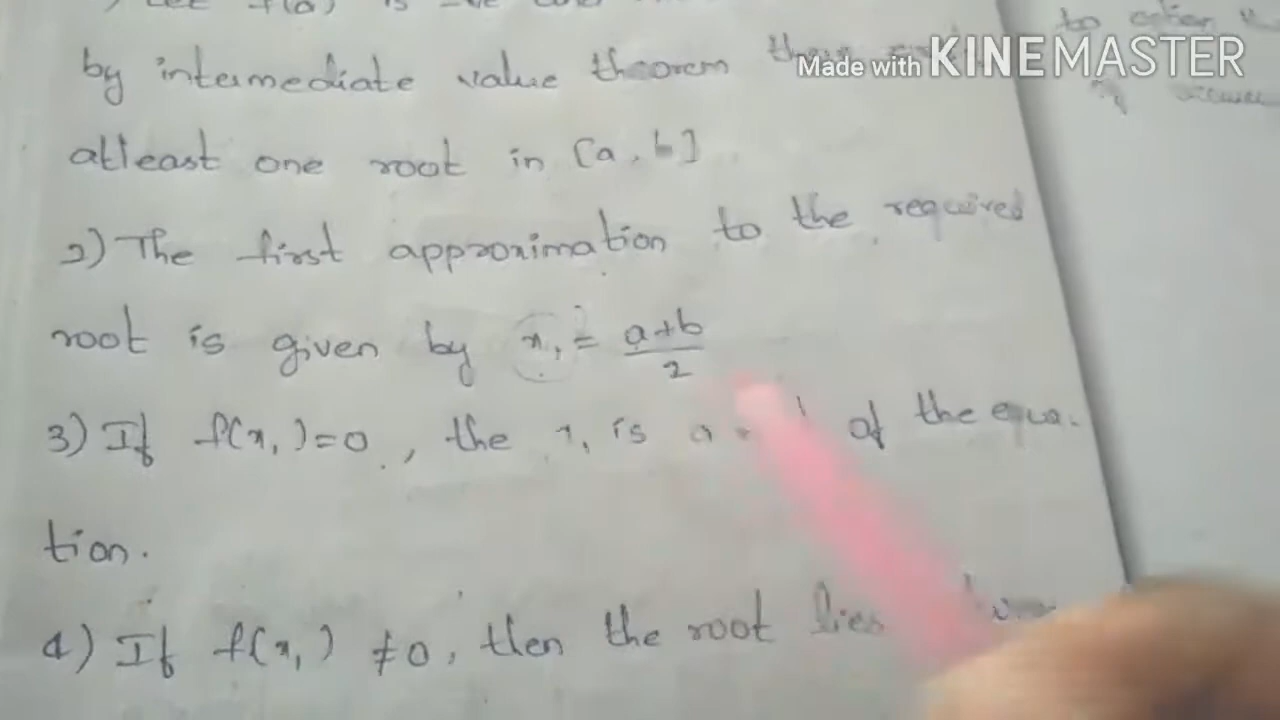 by intermediate value theorem
atleast one root in [a, b]
2) The first approximation to the required
root is given by x₁ = a+b/2
3) If f(x₁)=0, the x₁ is a of the equa.
tion.
4) If f(x₁) ≠0, then the root lies
Made with KINEMASTER